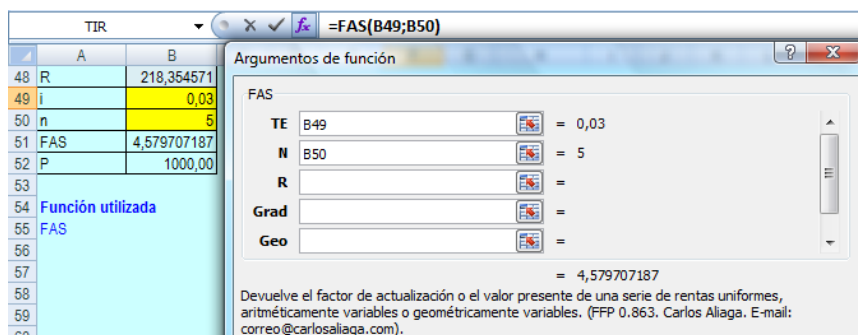 TIR =FAS(B49;B50)
A B
48 R 218,354571
49 i 0,03
50 n 5
51 FAS 4,579707187
52 P 1000,00
53
54 Función utilizada
55 FAS
56
57
58
59
Argumentos de función
FAS
TE B49 = 0,03
N B50 = 5
R =
Grad =
Geo =
= 4,579707187
Devuelve el factor de actualización o el valor presente de una serie de rentas uniformes,
aritméticamente variables o geométricamente variables. (FFP 0.863. Carlos Aliaga. E-mail:
correo@carlosaliaga.com).